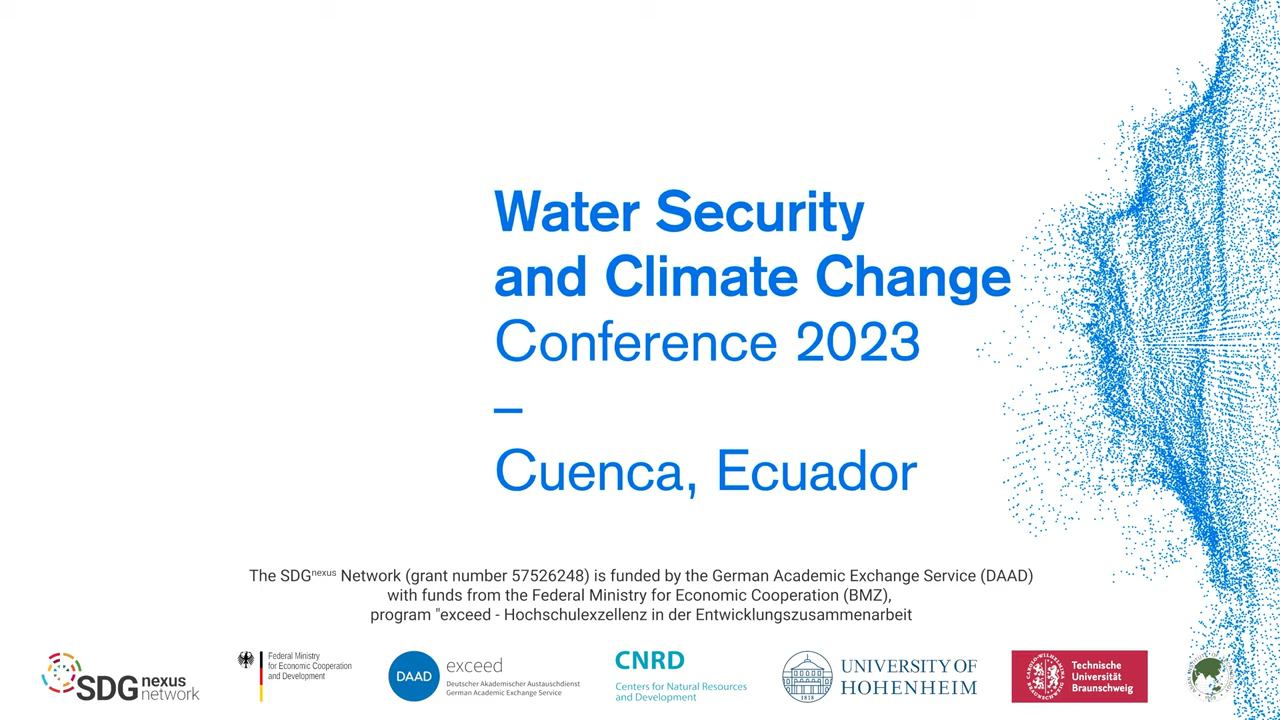 Water Security
and Climate Change
Conference 2023
–
Cuenca, Ecuador
The SDGnexus Network (grant number 57526248) is funded by the German Academic Exchange Service (DAAD)
with funds from the Federal Ministry for Economic Cooperation (BMZ),
program "exceed - Hochschulexzellenz in der Entwicklungszusammenarbeit
SDG nexus
network
Federal Ministry
for Economic Cooperation
and Development
DAAD
exceed
Deutscher Akademischer Austauschdienst
German Academic Exchange Service
CNRD
Centers for Natural Resources
and Development
1818
UNIVERSITY OF
HOHENHEIM
Technische
Universität
Braunschweig